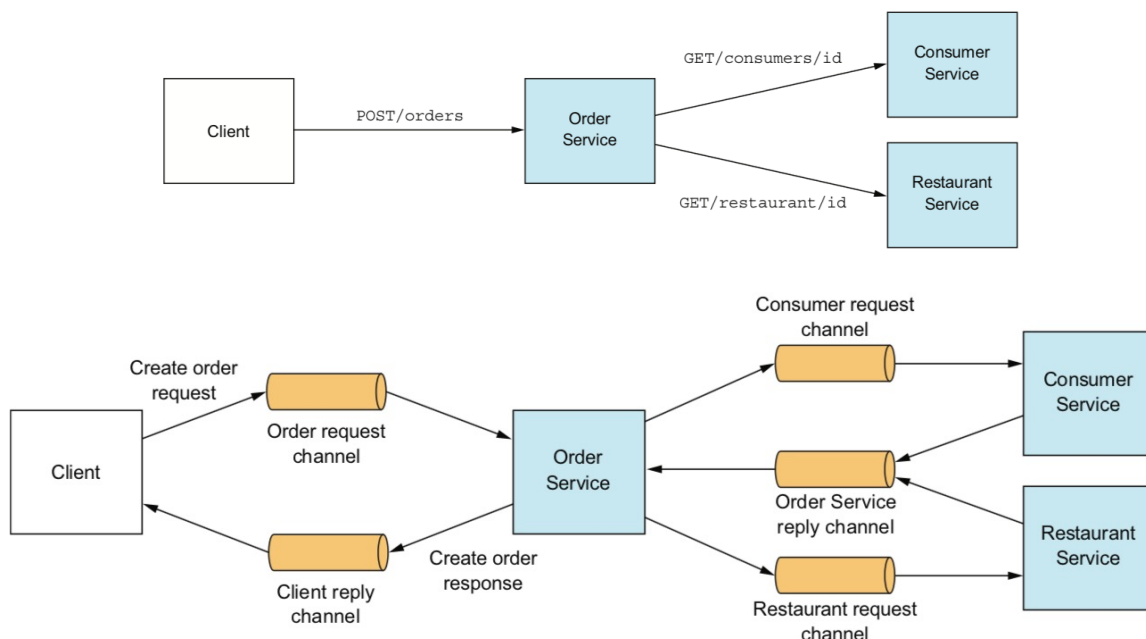 Client
POST/orders
Order
Service
GET/consumers/id
Consumer
Service
GET/restaurant/id
Restaurant
Service
Client
Create order
request
Order request
channel
Client reply
channel
Create order
response
Order
Service
Consumer request
channel
Order Service
reply channel
Restaurant request
channel
Consumer
Service
Restaurant
Service